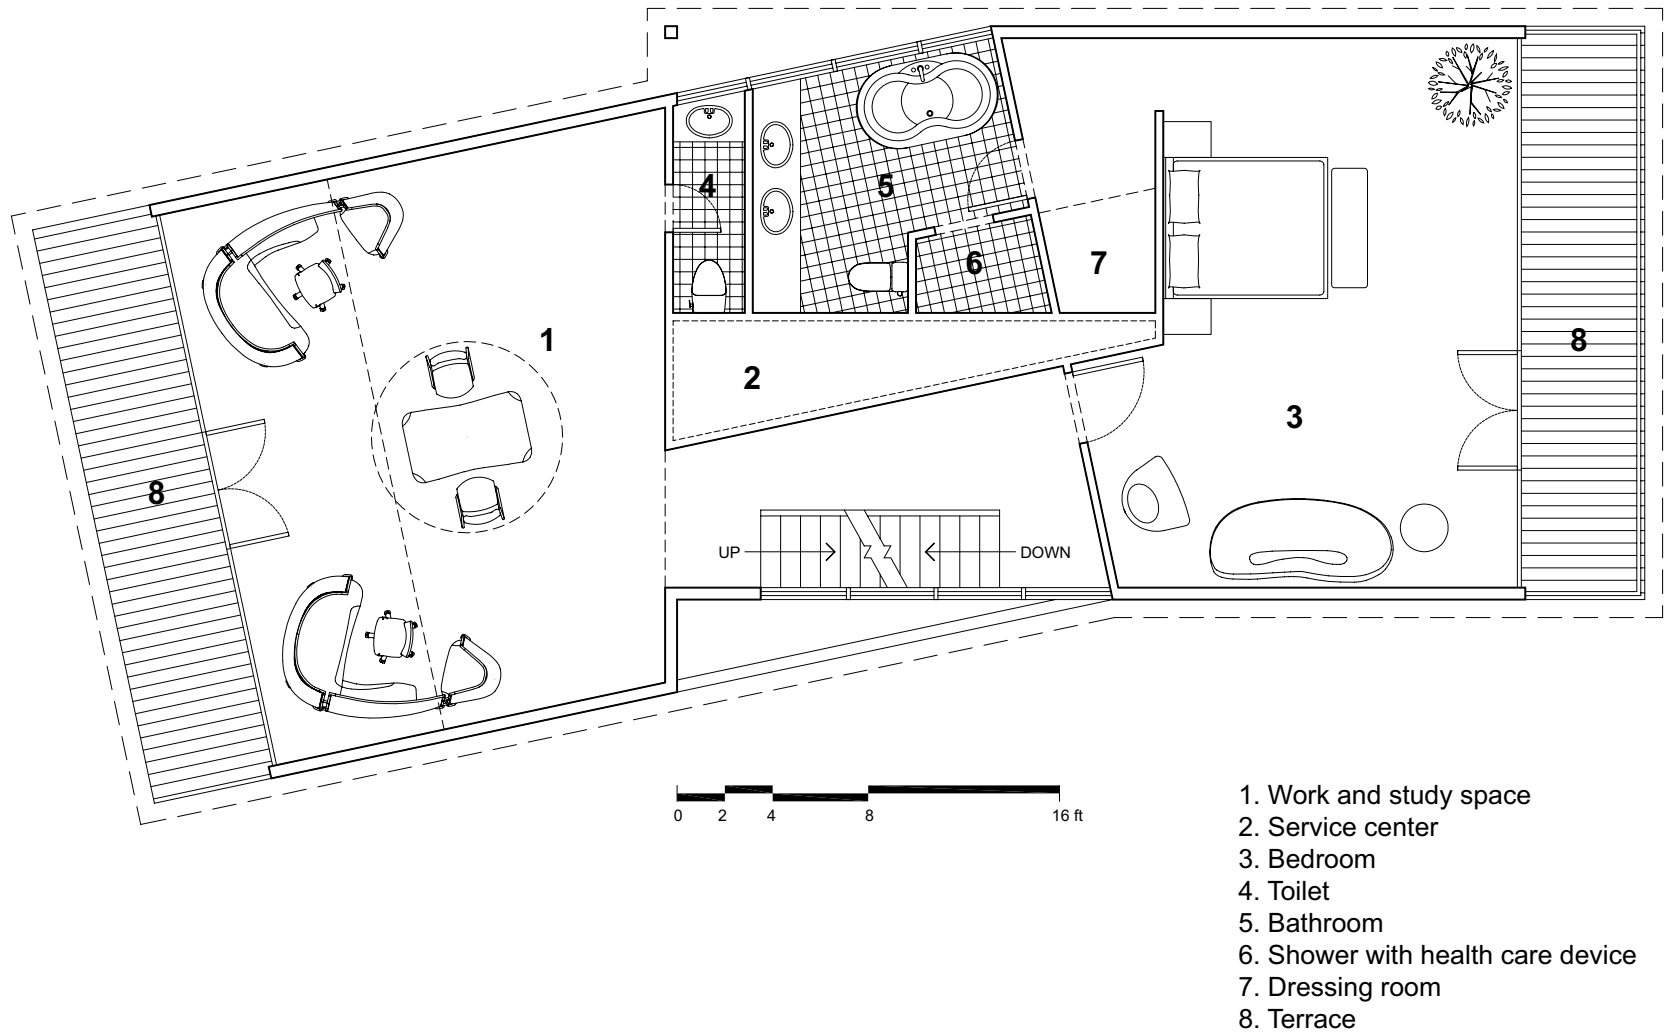 4
5
6
7
1
2
8
3
8
UP
DOWN
0 2 4 8 16 ft
1. Work and study space
2. Service center
3. Bedroom
4. Toilet
5. Bathroom
6. Shower with health care device
7. Dressing room
8. Terrace